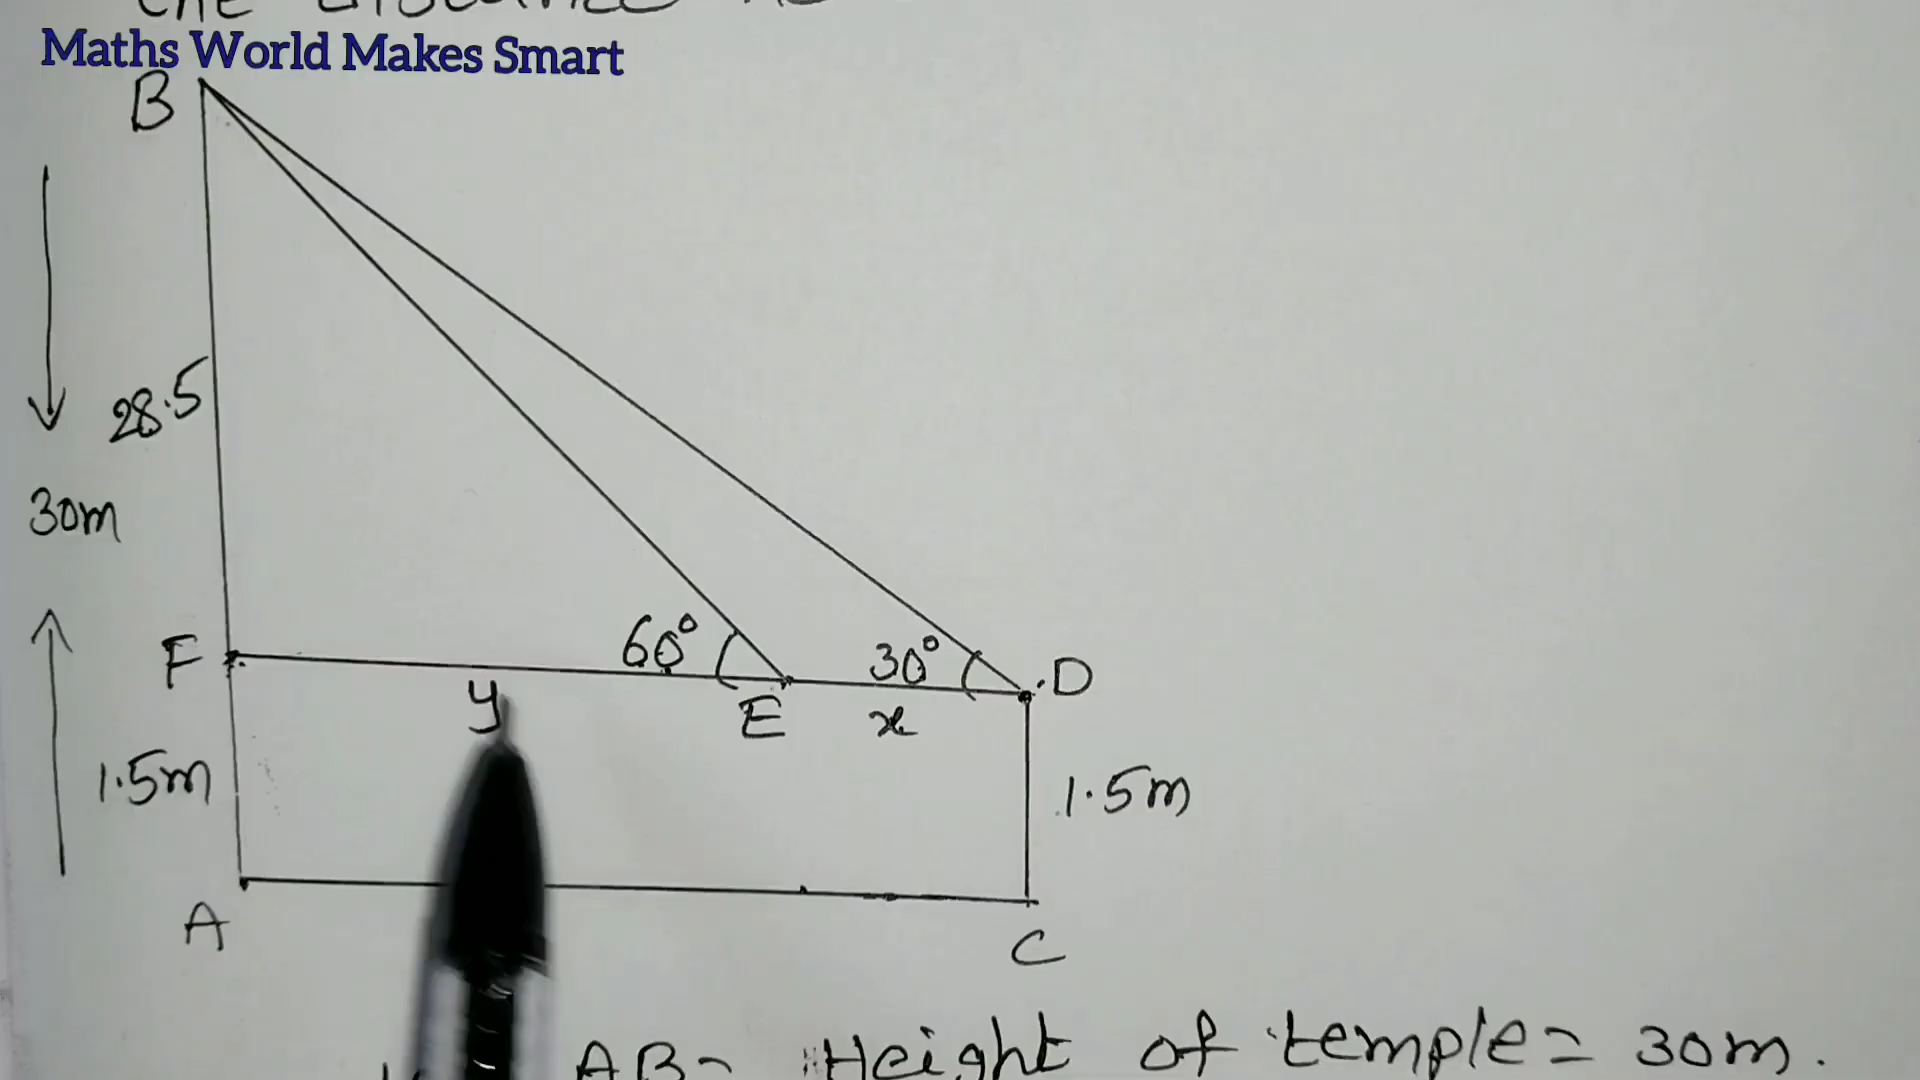 Maths World Makes Smart
B
28.5
30m
F
60°
30°
D
y
E
x
1.5m
1.5m
A
C
AB= Height of temple= 30m.